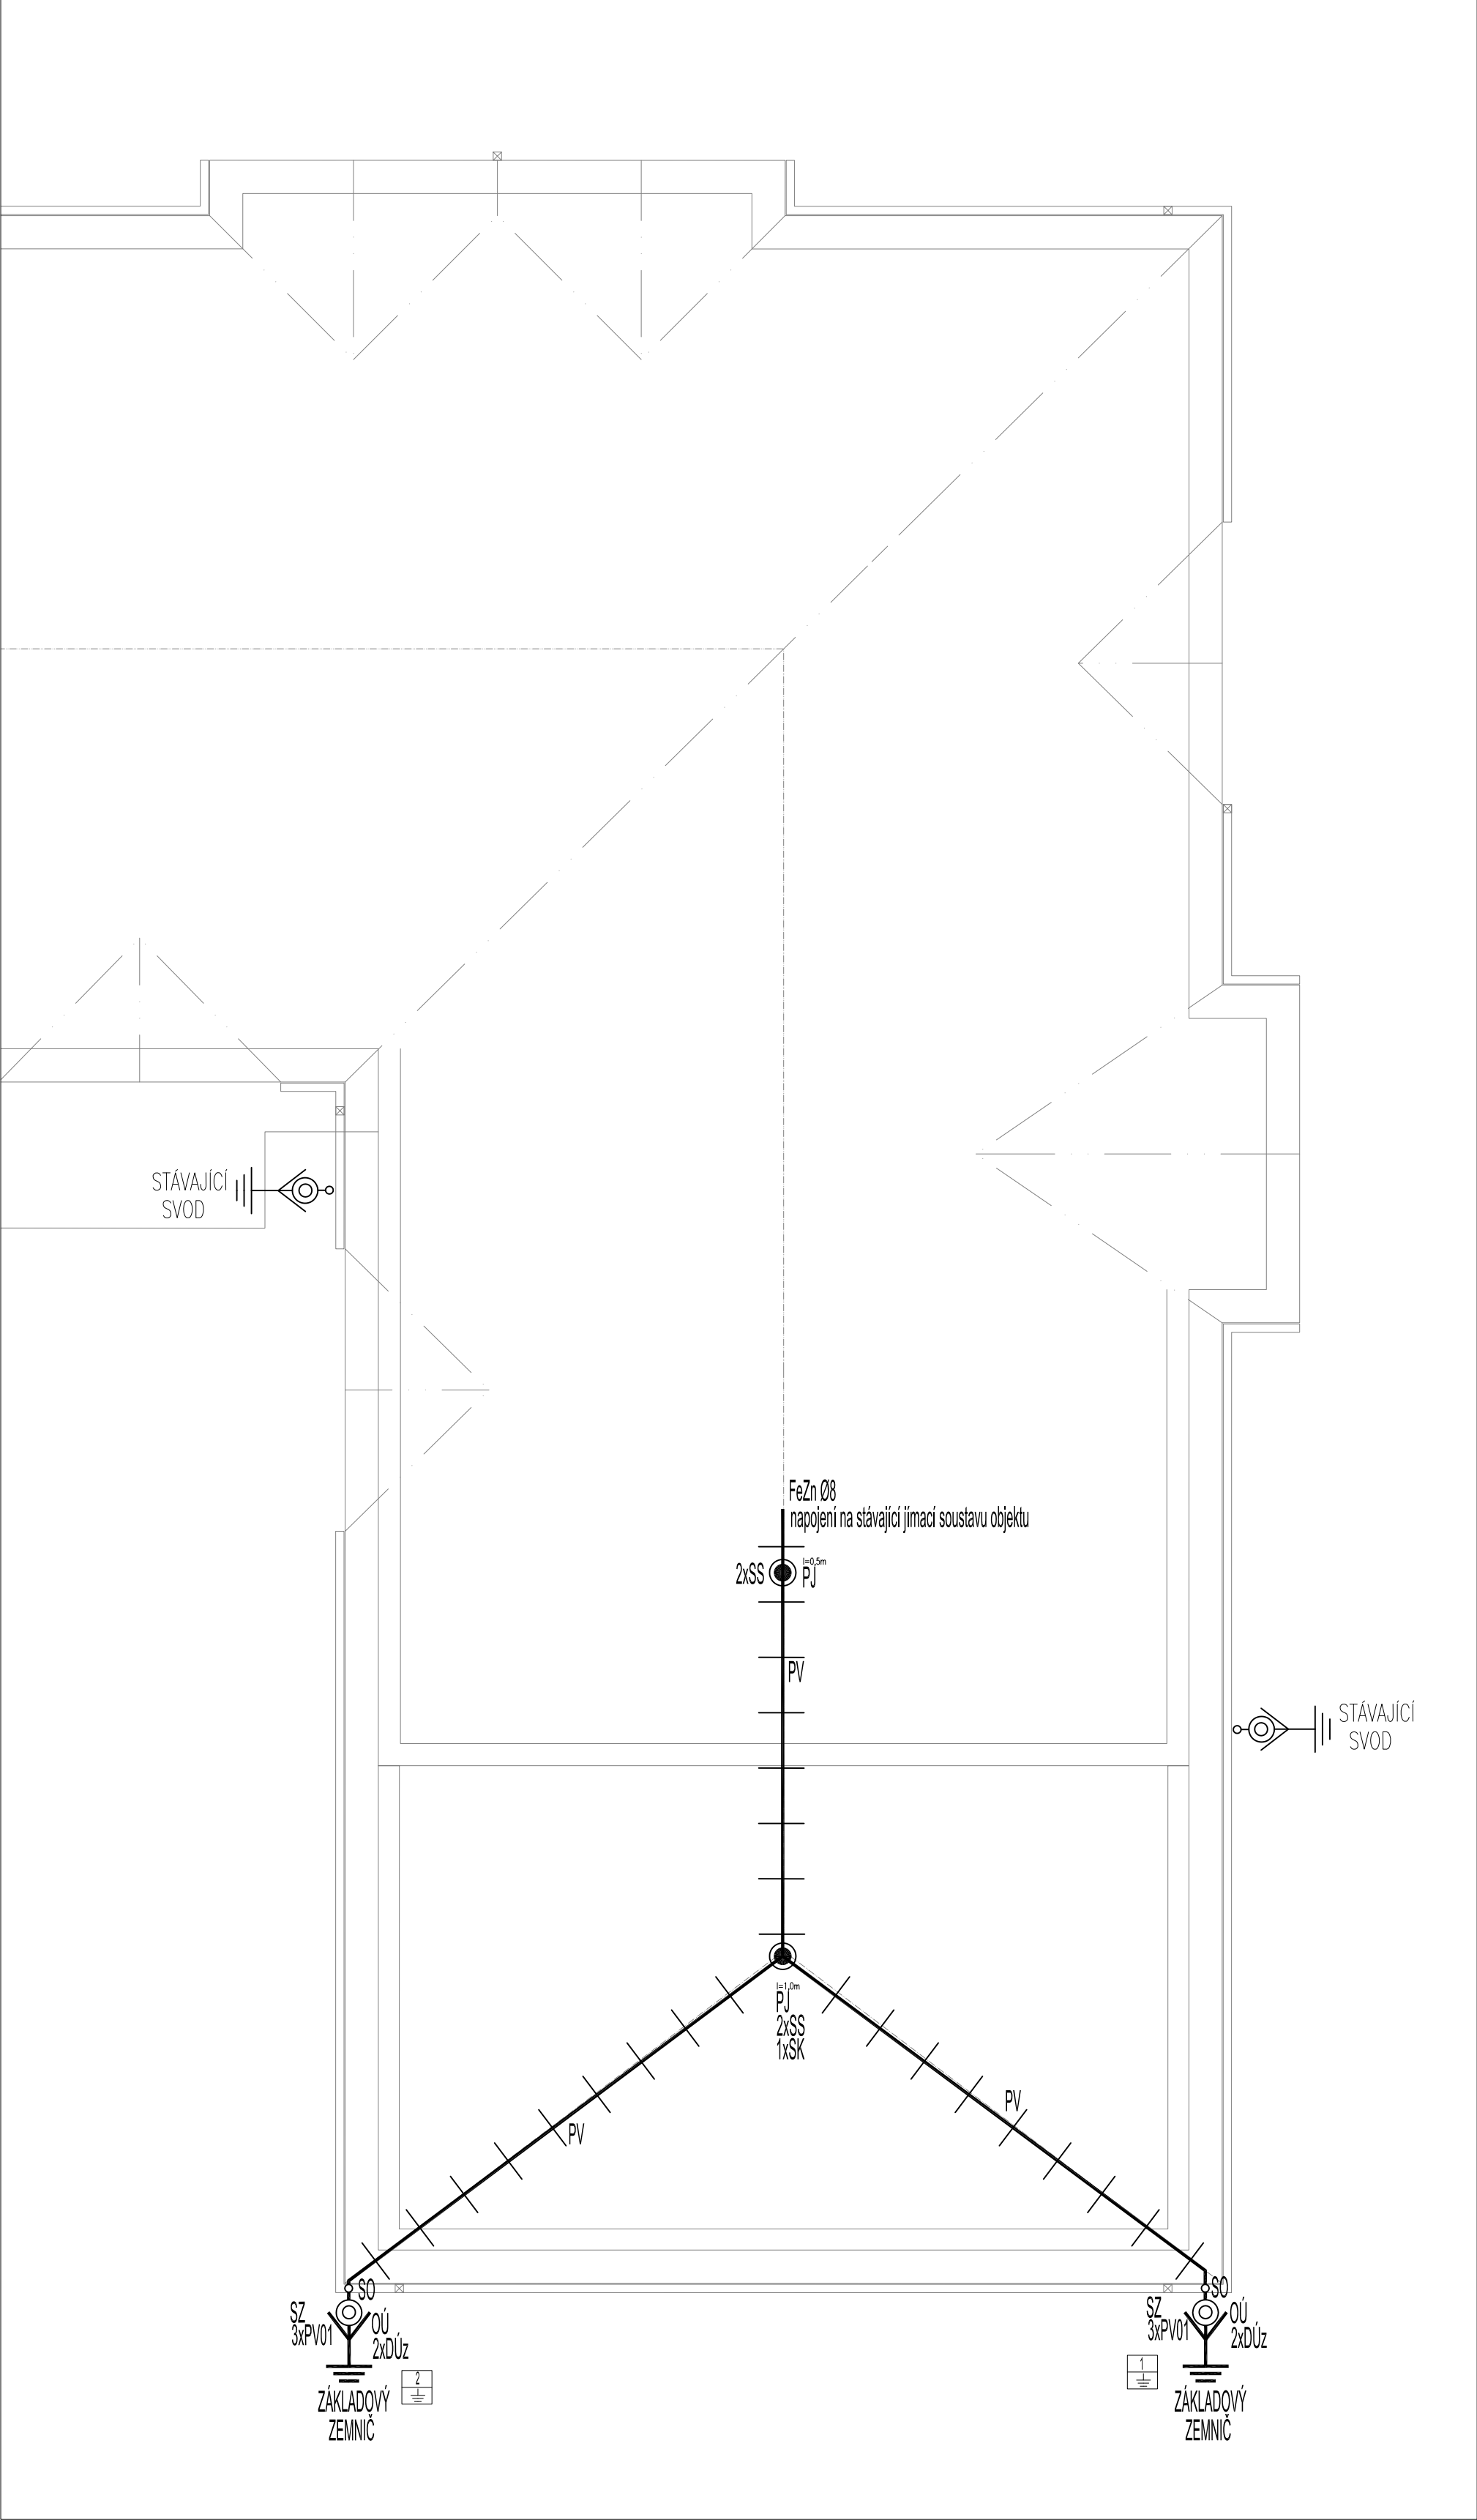 STÁVAJÍCÍ
SVOD
FeZn Ø8
napojení na stávající jímací soustavu objektu
2xSS
l=0,5m
PJ
PV
STÁVAJÍCÍ
SVOD
l=1,0m
PJ
2xSS
1xSK
PV
PV
SO
SZ
3xPV01
OÚ
2xDÚz
2
ZÁKLADOVÝ
ZEMNIČ
SO
SZ
3xPV01
OÚ
2xDÚz
1
ZÁKLADOVÝ
ZEMNIČ